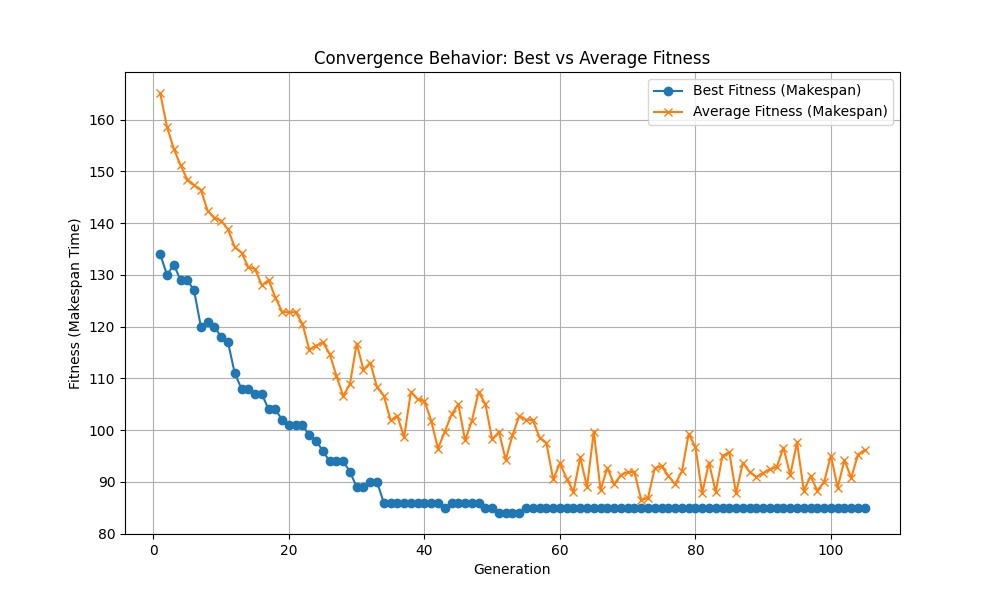 Convergence Behavior: Best vs Average Fitness
Best Fitness (Makespan)
Average Fitness (Makespan)
Fitness (Makespan Time)
160
150
140
130
120
110
100
90
80
0 20 40 60 80 100
Generation